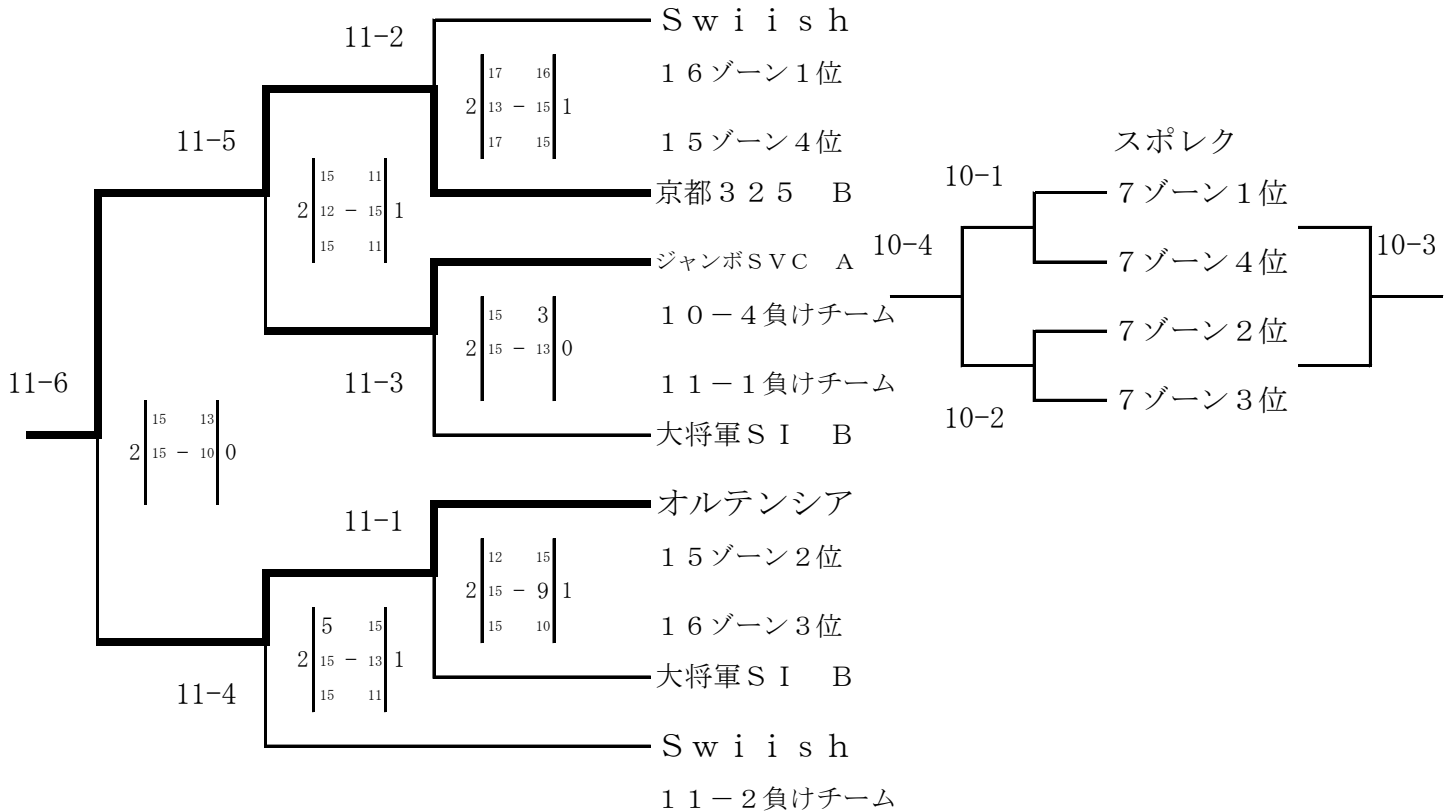 Ｓｗｉｉｓｈ
11-2
１６ゾーン１位
17 16
2 13 - 15 1
17 15
11-5
１５ゾーン４位
京都３２５　Ｂ
15 11
2 12 - 15 1
15 11
ジャンボＳＶＣ　Ａ
15 3
１０－４負けチーム
2 15 - 13 0
11-6
11-3
１１－１負けチーム
大将軍ＳＩ　Ｂ
15 13
2 15 - 10 0
オルテンシア
11-1
１５ゾーン２位
12 15
2 15 - 9 1
15 10
１６ゾーン３位
5 15
2 15 - 13 1
15 11
大将軍ＳＩ　Ｂ
11-4
Ｓｗｉｉｓｈ
１１－２負けチーム
スポレク
10-1
７ゾーン１位
10-4
10-3
７ゾーン４位
７ゾーン２位
７ゾーン３位
10-2